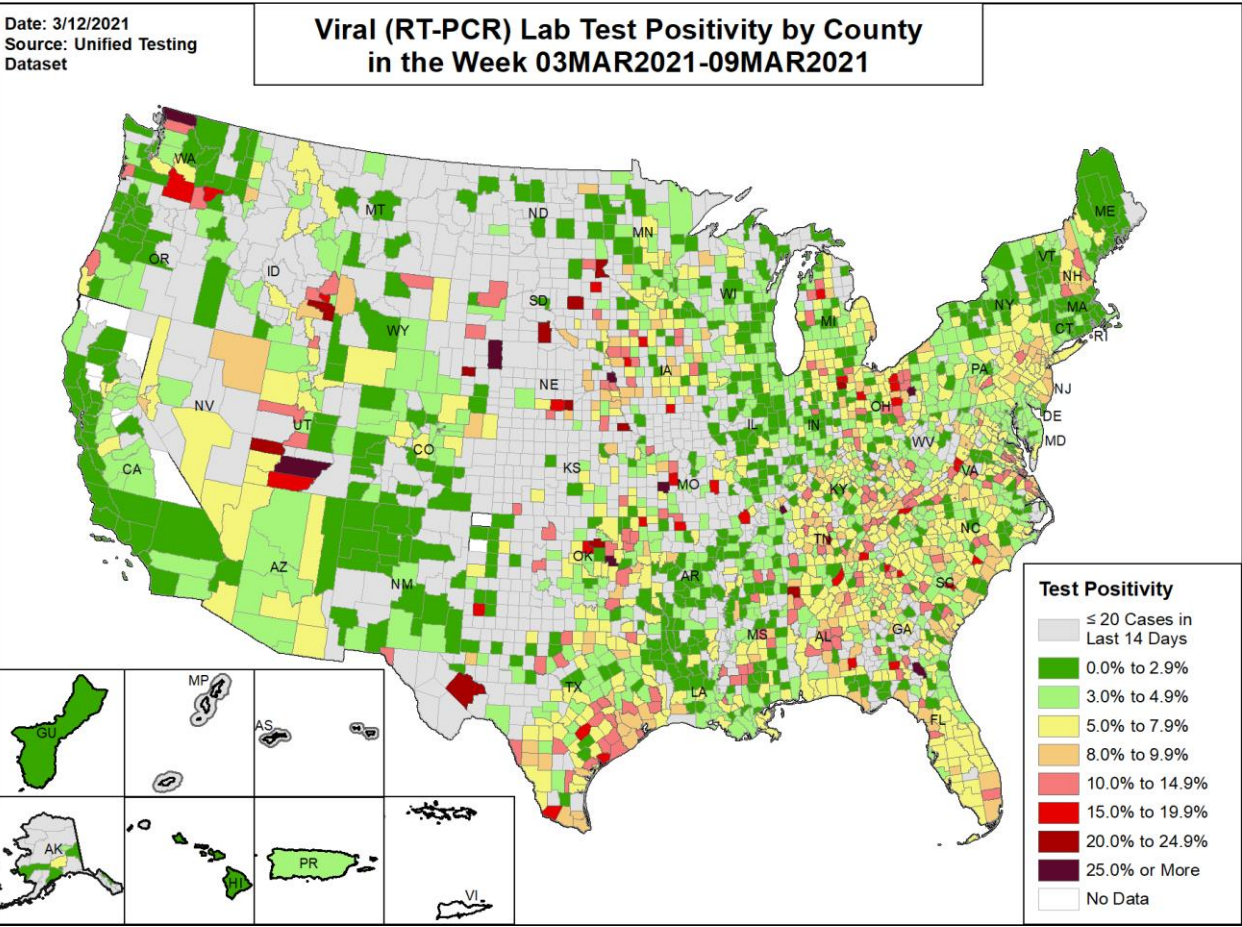 Date: 3/12/2021
Source: Unified Testing
Dataset
Viral (RT-PCR) Lab Test Positivity by County
in the Week 03MAR2021-09MAR2021
WA
MT
ND
MN
ME
OR
ID
SD
WI
MI
VT
NH
NY
MA
CT
RI
WY
IA
PA
NJ
NE
OH
NV
UT
IL
IN
DE
MD
WV
CO
CA
KS
MO
VA
KY
NC
TN
OK
AZ
NM
AR
SC
MS
AL
GA
TX
LA
FL
GU
MP
AS
AK
HI
PR
VI
Test Positivity
≤ 20 Cases in
Last 14 Days
0.0% to 2.9%
3.0% to 4.9%
5.0% to 7.9%
8.0% to 9.9%
10.0% to 14.9%
15.0% to 19.9%
20.0% to 24.9%
25.0% or More
No Data